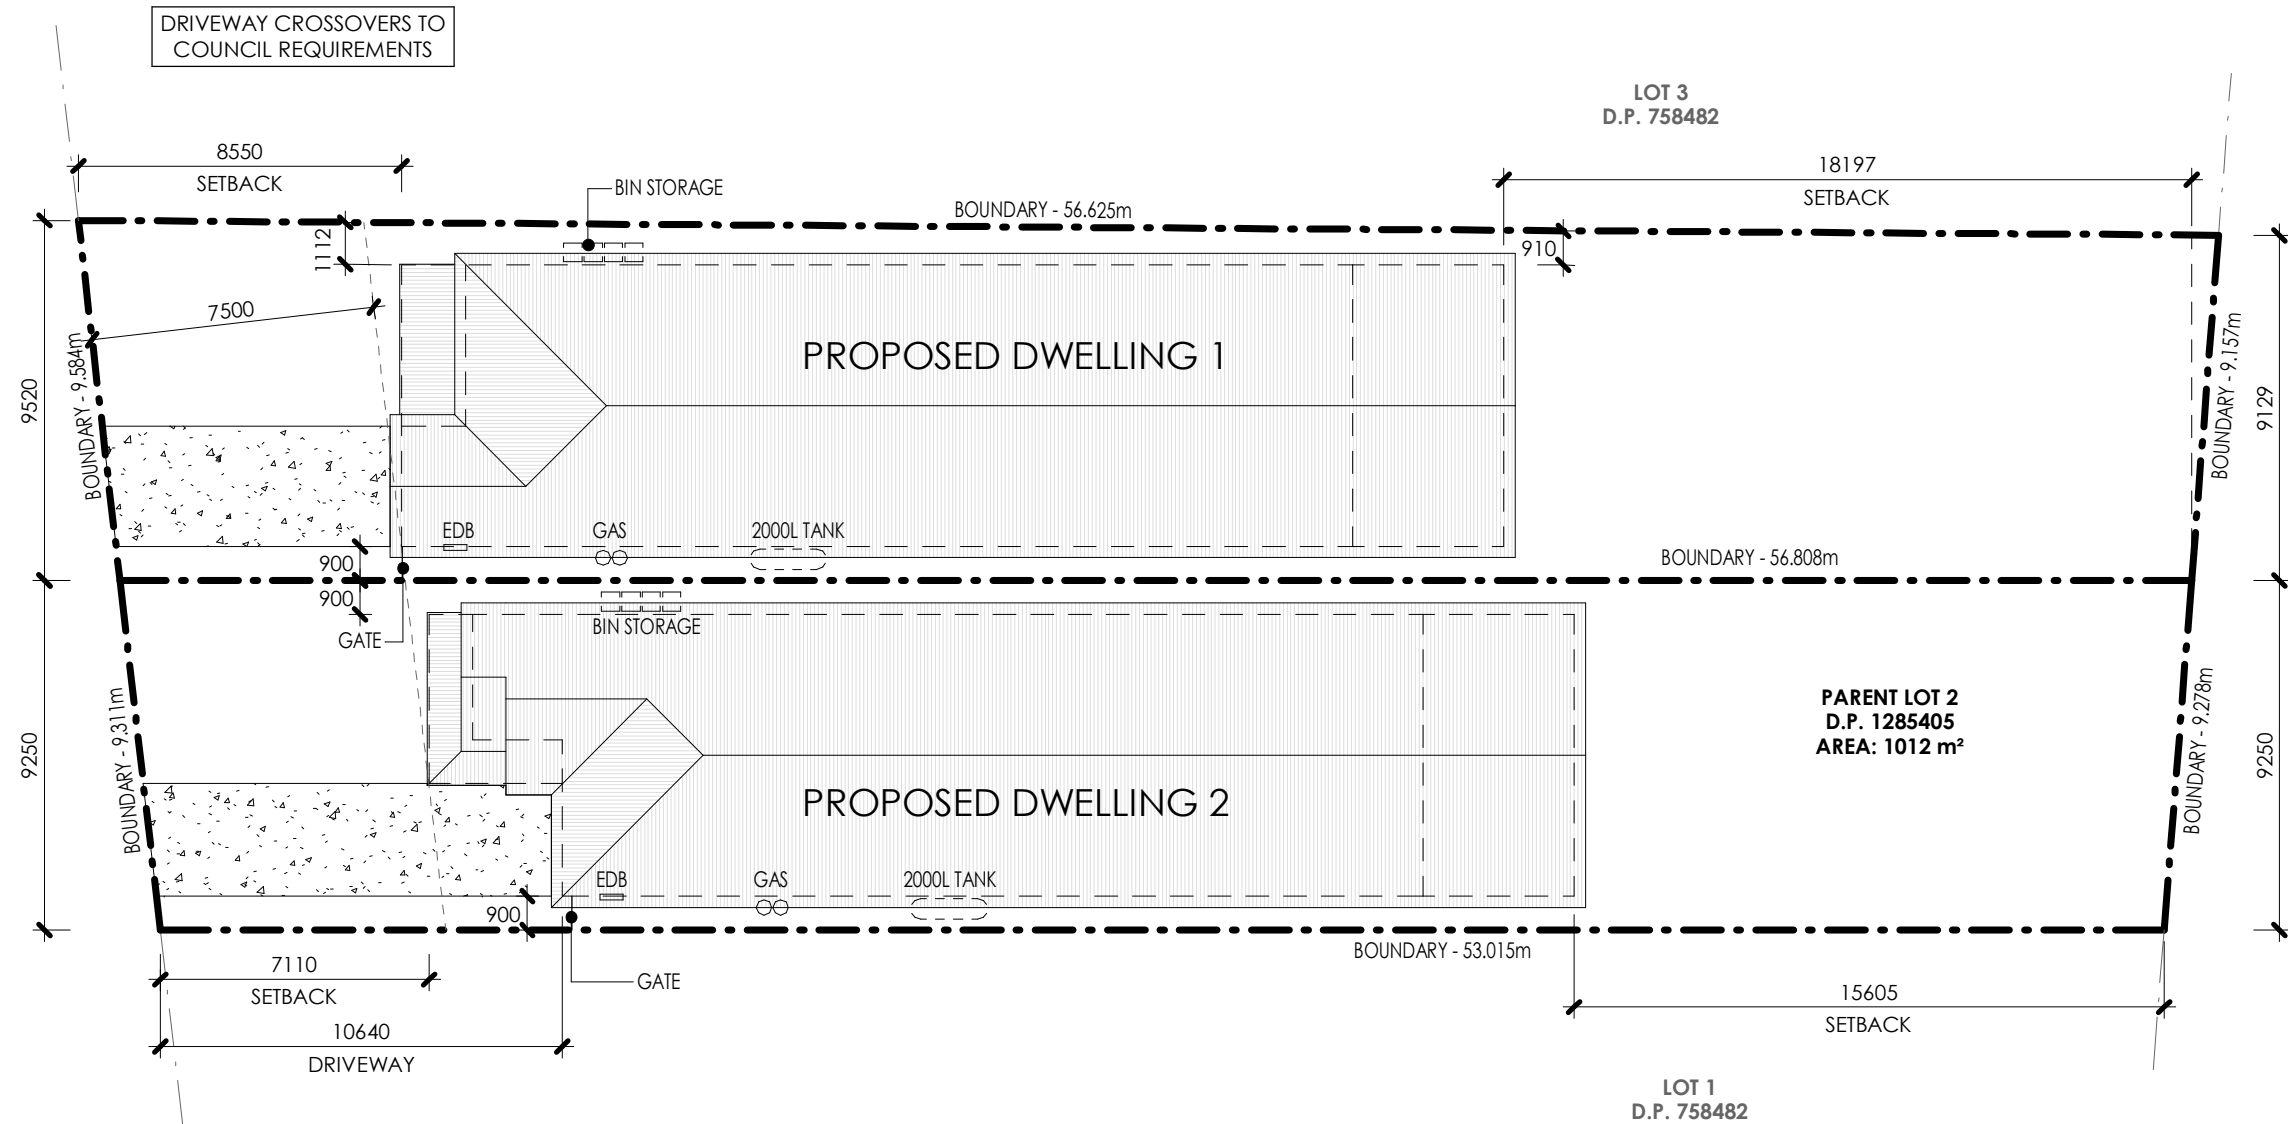 DRIVEWAY CROSSOVERS TO
COUNCIL REQUIREMENTS
LOT 3
D.P. 758482
8550
SETBACK
18197
SETBACK
BIN STORAGE
BOUNDARY - 56.625m
1112
910
7500
PROPOSED DWELLING 1
9520
BOUNDARY - 9.584m
BOUNDARY - 9.157m
9129
EDB
GAS
2000L TANK
900
BOUNDARY - 56.808m
900
BIN STORAGE
GATE
PARENT LOT 2
D.P. 1285405
AREA: 1012 m²
9250
BOUNDARY - 9.311m
BOUNDARY - 9.278m
9250
PROPOSED DWELLING 2
EDB
GAS
2000L TANK
900
BOUNDARY - 53.015m
7110
SETBACK
GATE
15605
SETBACK
10640
DRIVEWAY
LOT 1
D.P. 758482